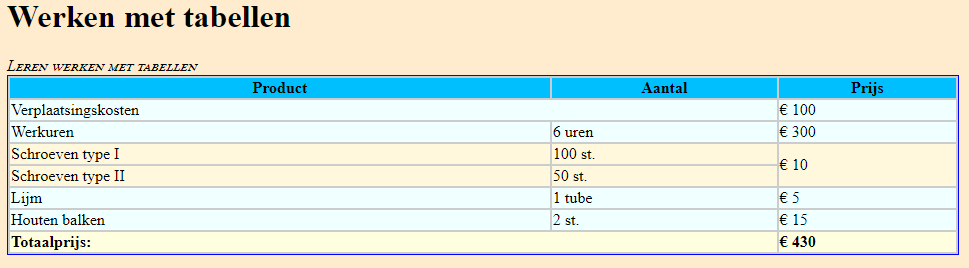 Werken met tabellen
Leren werken met tabellen
Product Aantal Prijs
Verplaatsingskosten € 100
Werkuren 6 uren € 300
Schroeven type I 100 st. € 10
Schroeven type II 50 st.
Lijm 1 tube € 5
Houten balken 2 st. € 15
Totaalprijs: € 430